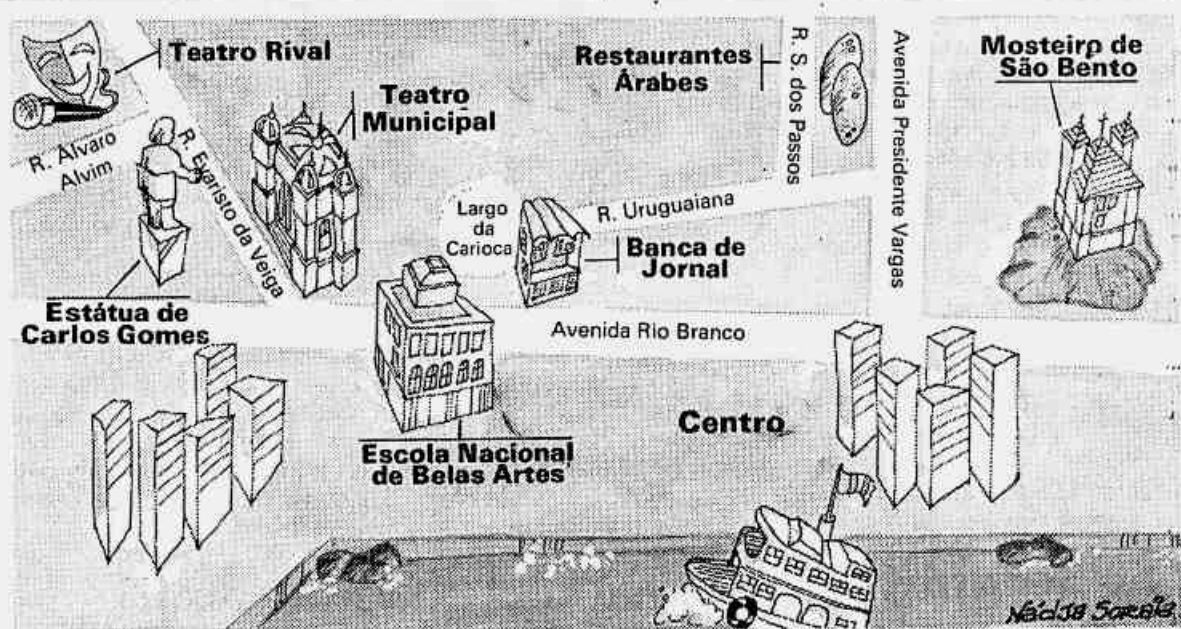 Teatro Rival
R. Álvaro
Alvim
R. Evaristo da Veiga
Estátua de
Carlos Gomes
Teatro
Municipal
Largo
da
Carioca
R. Uruguaiana
Banca de
Jornal
Restaurantes
Árabes
R. S. dos Passos
Avenida Presidente Vargas
Mosteiro de
São Bento
Avenida Rio Branco
Escola Nacional
de Belas Artes
Centro
Nádja Soraia